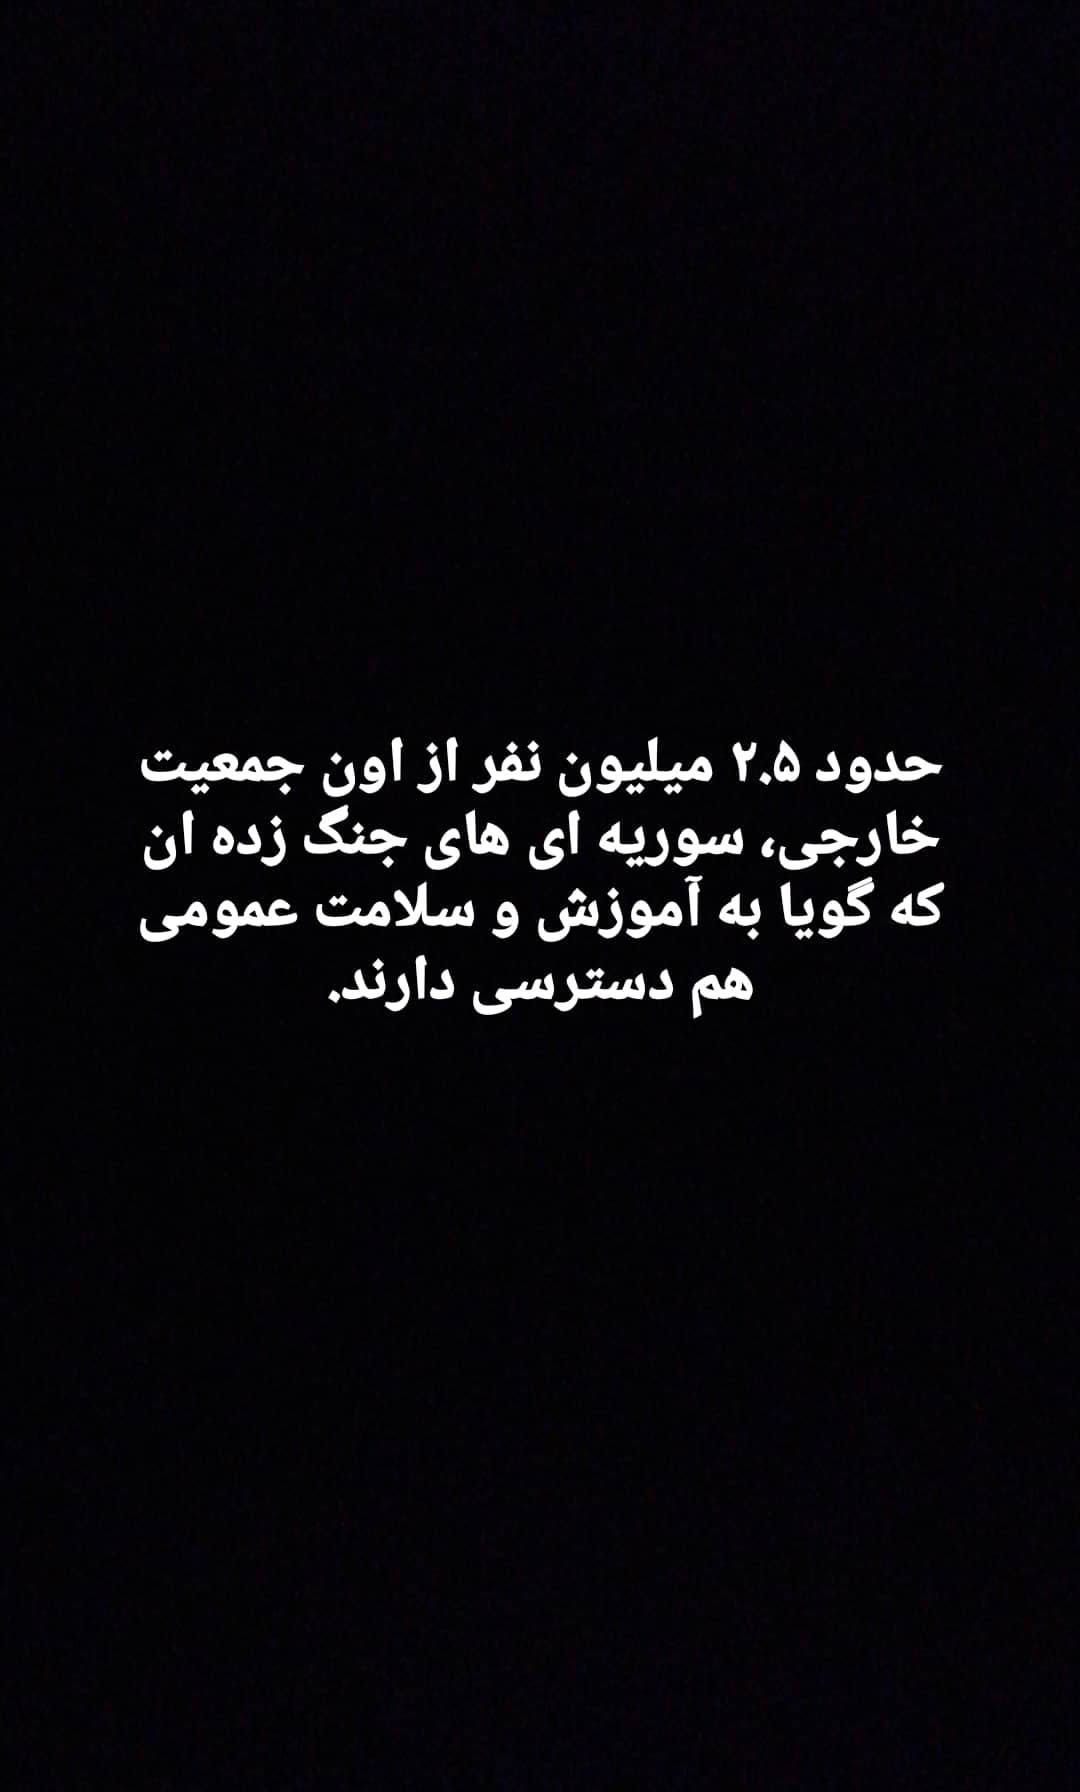 حدود ۲.۵ میلیون نفر از اون جمعیت
خارجی، سوریه ای های جنگ زده ان
که گویا به آموزش و سلامت عمومی
هم دسترسی دارند.